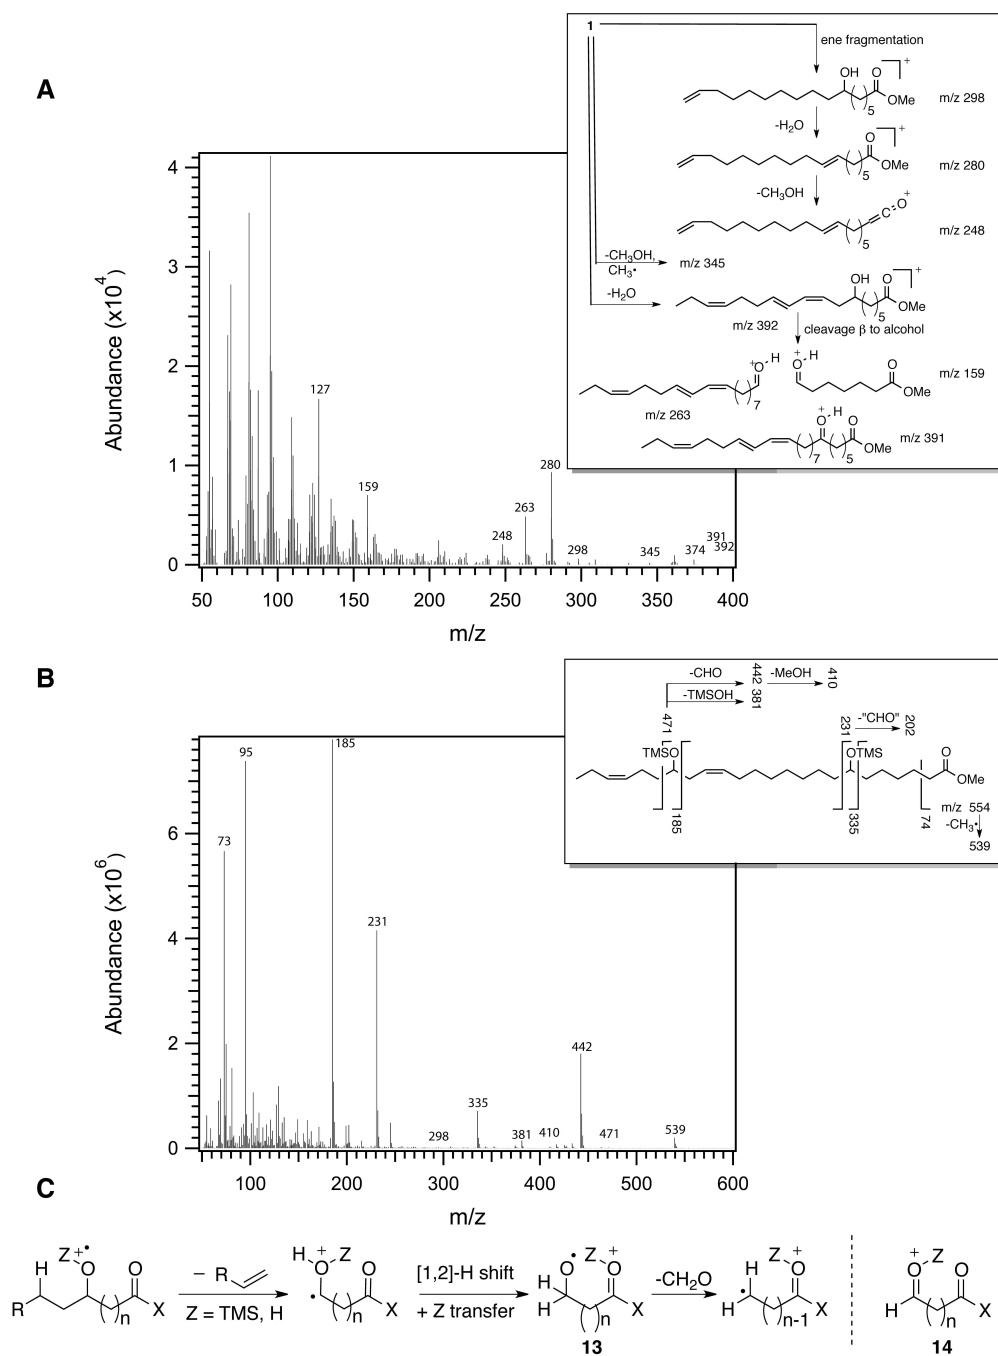 A
1
ene fragmentation
OH
O
+
OMe
5
m/z 298
-H₂O
O
+
OMe
5
m/z 280
-CH₃OH
C
O
+
5
m/z 248
-CH₃OH,
CH₃•
m/z 345
-H₂O
OH
O
+
OMe
5
m/z 392
cleavage β to alcohol
+
O
H
7
m/z 263
+
O
H
O
OMe
m/z 159
+
O
H
O
OMe
7
5
m/z 391
Abundance (x10⁴)
4
3
2
1
0
127
159
248
263
280
298
345
374
391
392
50
100
150
200
250
300
350
400
m/z
B
-CHO
442
-MeOH
410
-TMSOH
381
471
231
-"CHO"
202
TMSO
OTMS
O
OMe
185
335
74
m/z 554
-CH₃•
539
Abundance (x10⁶)
6
4
2
0
73
95
185
231
298
335
381
410
442
471
539
100
200
300
400
500
600
m/z
C
H
Z
+•
O
O
R
n
X
– R
Z = TMS, H
H
+
O
Z
O
•
n
X
[1,2]-H shift
+ Z transfer
O
•
Z
+
O
H
H
n
X
13
-CH₂O
H
Z
+
O
•
H
n-1
X
+
O
Z
O
H
n
X
14